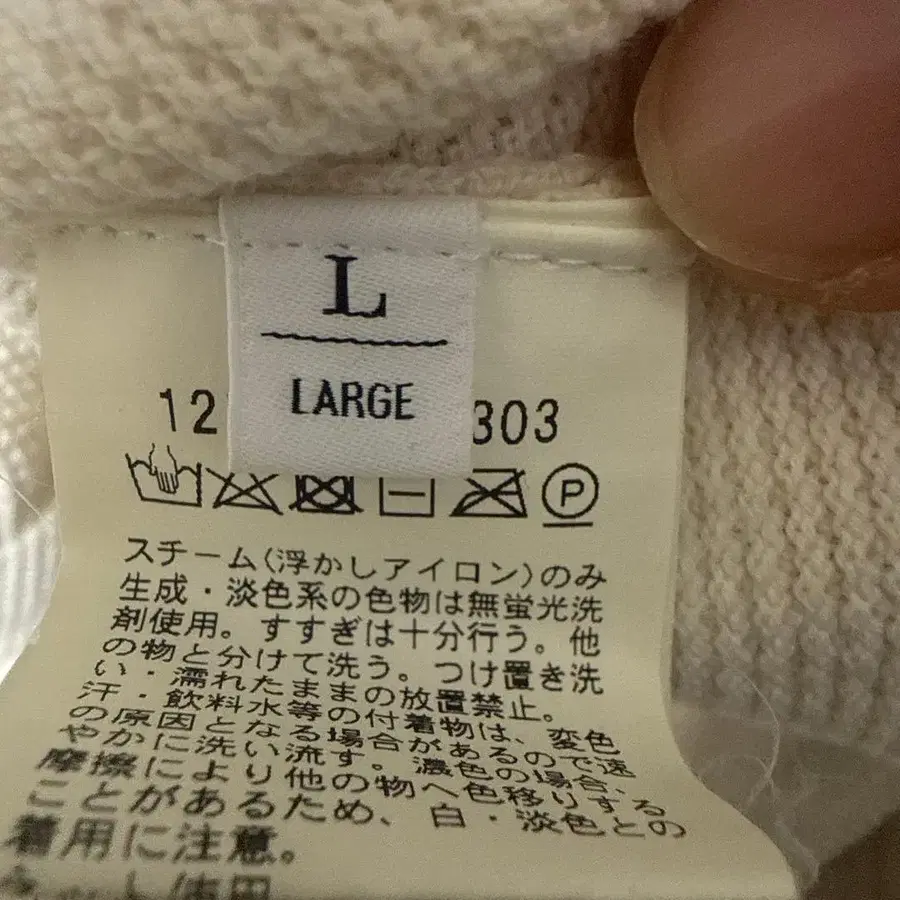 L
LARGE
12 303
P
スチーム(浮かしアイロン)のみ
生成・淡色系の色物は無蛍光洗
剤使用。すすぎは十分行う。他
の物と分けて洗う。つけ置き洗
い・濡れたままの放置禁止。
汗・飲料水等の付着物は、変色
の原因となる場合があるので速
やかに洗い流す。濃色の場合、
摩擦により他の物へ色移りする
ことがあるため、白・淡色との
着用に注意。
使用